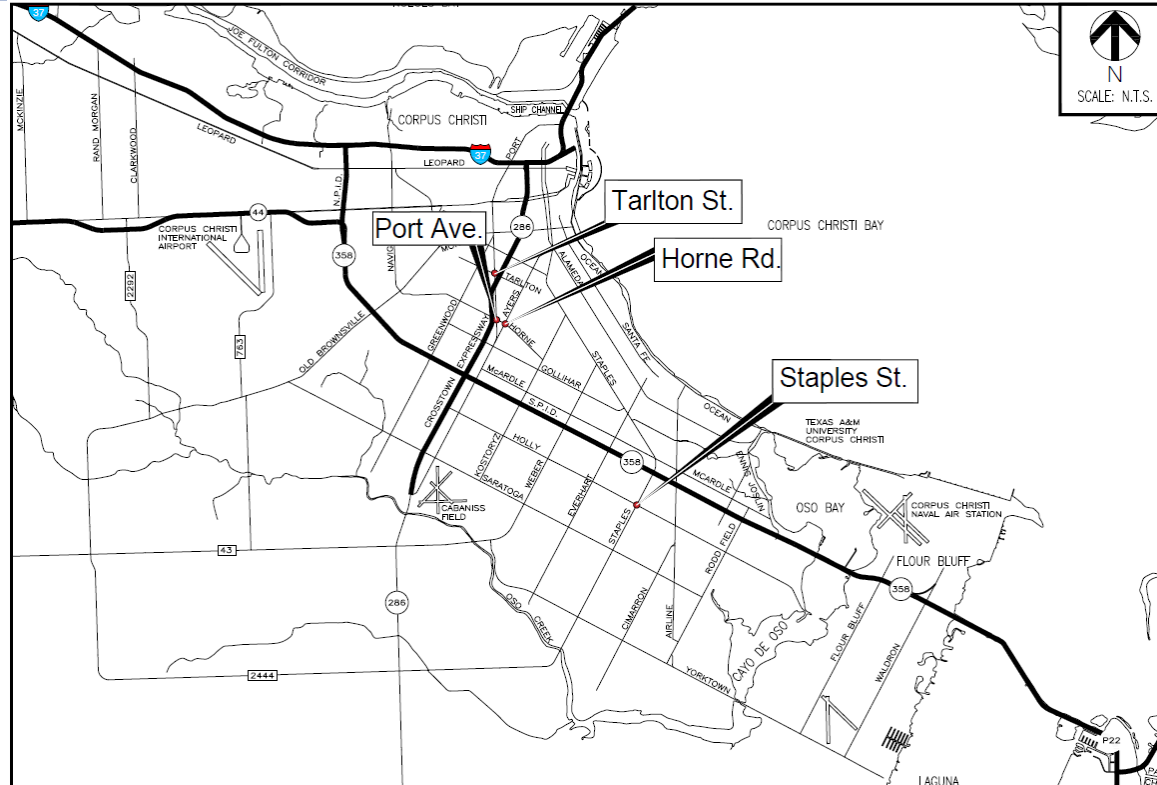 37
JOE FULTON CORRIDOR
N
SCALE: N.T.S.
MCKINZIE
RAND MORGAN
CLARKWOOD
LEOPARD
CORPUS CHRISTI
SHIP CHANNEL
PORT
37
LEOPARD
N.P.I.D.
44
CORPUS CHRISTI
INTERNATIONAL
AIRPORT
358
Port Ave.
286
Tarlton St.
Horne Rd.
CORPUS CHRISTI BAY
2292
763
OLD BROWNSVILLE
GREENWOOD
CROSSTOWN EXPRESSWAY
TARLTON
AYERS
HORNE
ALAMEDA
OCEAN
SANTA FE
STAPLES
GOLLIHAR
McARDLE
S.P.I.D.
Staples St.
OCEAN
TEXAS A&M
UNIVERSITY
CORPUS CHRISTI
ENNIS JOSLIN
HOLLY
KOSTORYZ
WEBER
SARATOGA
EVERHART
358
MCARDLE
STAPLES
CABANISS
FIELD
OSO BAY
CORPUS CHRISTI
NAVAL AIR STATION
FLOUR BLUFF
RODD FIELD
43
286
OSO
CREEK
CIMARRON
AIRLINE
CAYO DE OSO
358
FLOUR BLUFF
WALDRON
YORKTOWN
2444
P22
LAGUNA